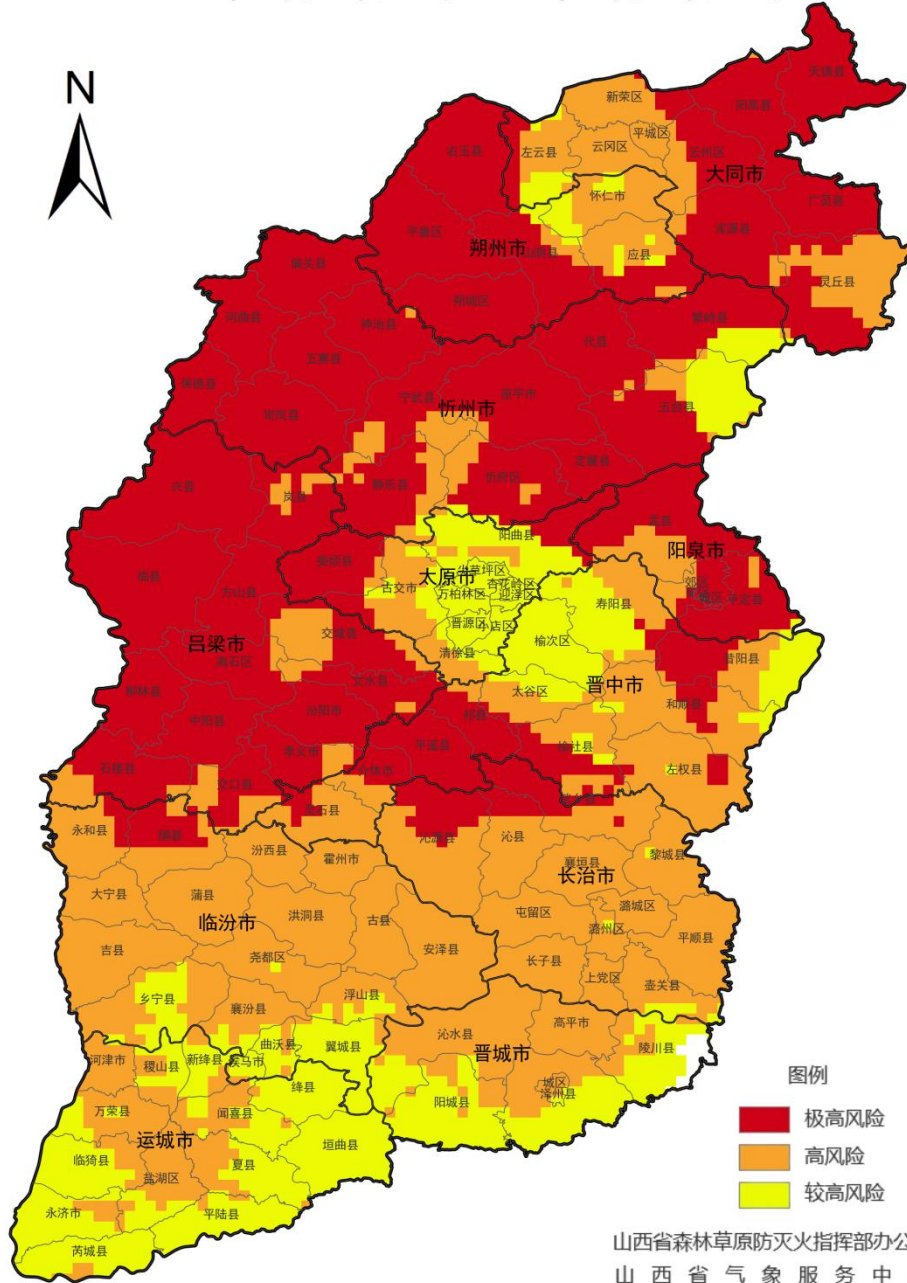 N
天镇县
新荣区
阳高县
右玉县
左云县
云冈区
平城区
云州区
大同市
怀仁市
广灵县
平鲁区
朔州市
山阴县
应县
浑源县
偏关县
灵丘县
朔城区
河曲县
神池县
繁峙县
五寨县
代县
保德县
宁武县
原平市
岢岚县
忻州市
五台县
兴县
岚县
静乐县
忻府区
定襄县
阳曲县
盂县
阳泉市
娄烦县
太原市
尖草坪区
杏花岭区
临县
方山县
古交市
万柏林区
迎泽区
寿阳县
郊区
城区
平定县
交城县
晋源区
小店区
榆次区
吕梁市
离石区
清徐县
昔阳县
文水县
太谷区
晋中市
柳林县
和顺县
中阳县
汾阳市
祁县
孝义市
平遥县
榆社县
石楼县
介休市
左权县
交口县
灵石县
武乡县
永和县
隰县
沁源县
沁县
汾西县
霍州市
襄垣县
黎城县
长治市
大宁县
蒲县
潞城区
临汾市
洪洞县
古县
屯留区
潞州区
平顺县
吉县
尧都区
安泽县
长子县
上党区
壶关县
乡宁县
襄汾县
浮山县
高平市
沁水县
曲沃县
翼城县
晋城市
陵川县
河津市
稷山县
新绛县
侯马市
图例
城区
泽州县
绛县
阳城县
万荣县
闻喜县
极高风险
运城市
垣曲县
临猗县
夏县
高风险
盐湖区
永济市
平陆县
较高风险
芮城县
山西省森林草原防灭火指挥部办公
山西省气象服务中